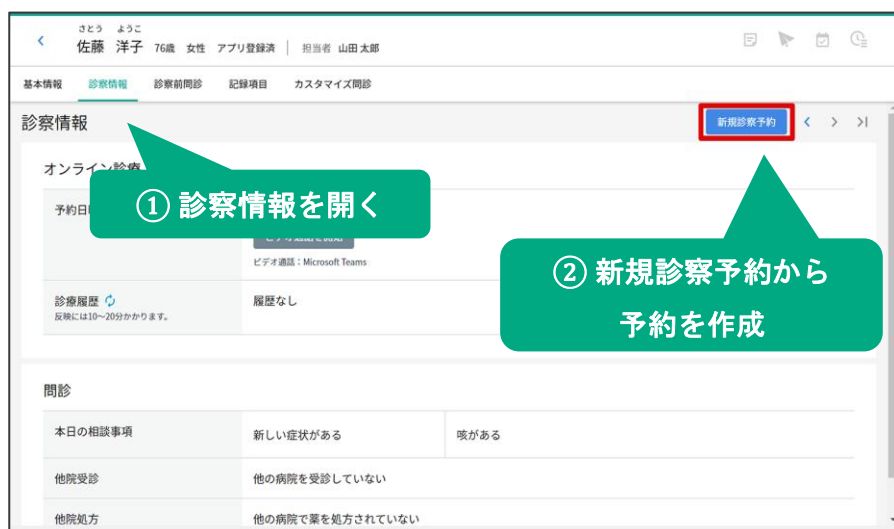 さとう ようこ
佐藤 洋子 76歳 女性 アプリ登録済 担当者 山田 太郎
基本情報 診察情報 診察前問診 記録項目 カスタマイズ問診
診察情報
新規診察予約
オンライン診療
予約日
① 診察情報を開く
ビデオ通話を開始
ビデオ通話:Microsoft Teams
② 新規診察予約から
予約を作成
診療履歴
履歴なし
反映には10~20分かかります。
問診
本日の相談事項 新しい症状がある 咳がある
他院受診 他の病院を受診していない
他院処方 他の病院で薬を処方されていない